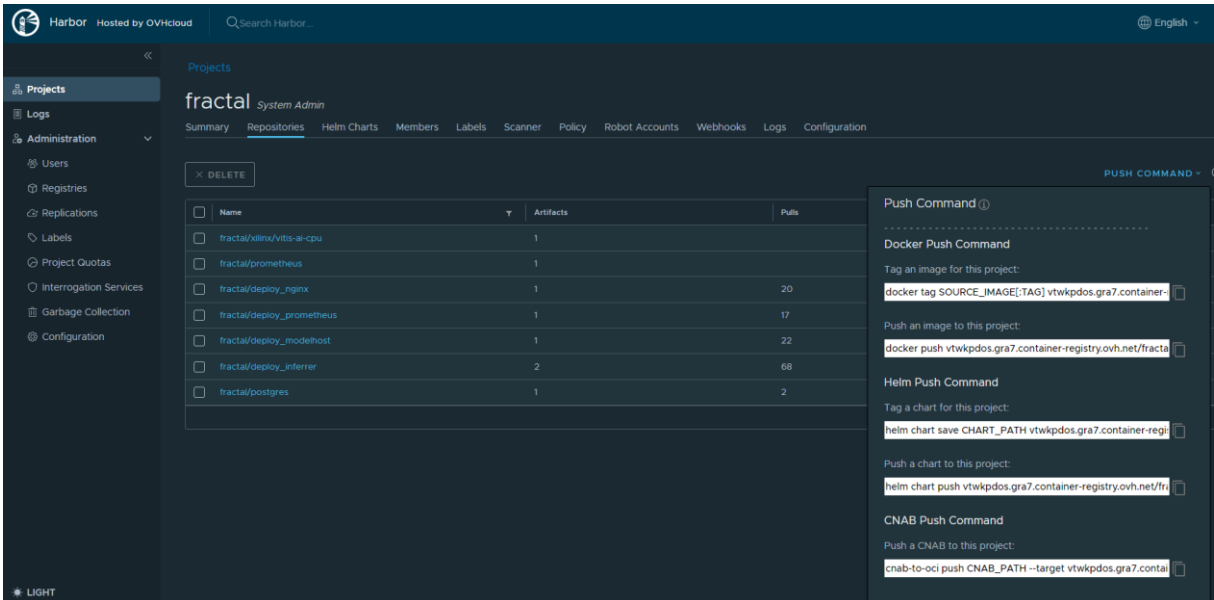 Harbor Hosted by OVHcloud Search Harbor... English
Projects
Projects
Logs
Administration
Users
Registries
Replications
Labels
Project Quotas
Interrogation Services
Garbage Collection
Configuration
LIGHT
fractal System Admin
Summary Repositories Helm Charts Members Labels Scanner Policy Robot Accounts Webhooks Logs Configuration
× DELETE PUSH COMMAND
Name Artifacts Pulls
fractal/xilinx/vitis-ai-cpu 1
fractal/prometheus 1
fractal/deploy_nginx 1 20
fractal/deploy_prometheus 1 17
fractal/deploy_modelhost 1 22
fractal/deploy_inferrer 2 68
fractal/postgres 1 2
Push Command
Docker Push Command
Tag an image for this project:
docker tag SOURCE_IMAGE[:TAG] vtwkpdos.gra7.container-
Push an image to this project:
docker push vtwkpdos.gra7.container-registry.ovh.net/fracta
Helm Push Command
Tag a chart for this project:
helm chart save CHART_PATH vtwkpdos.gra7.container-regi
Push a chart to this project:
helm chart push vtwkpdos.gra7.container-registry.ovh.net/fra
CNAB Push Command
Push a CNAB to this project:
cnab-to-oci push CNAB_PATH --target vtwkpdos.gra7.contai